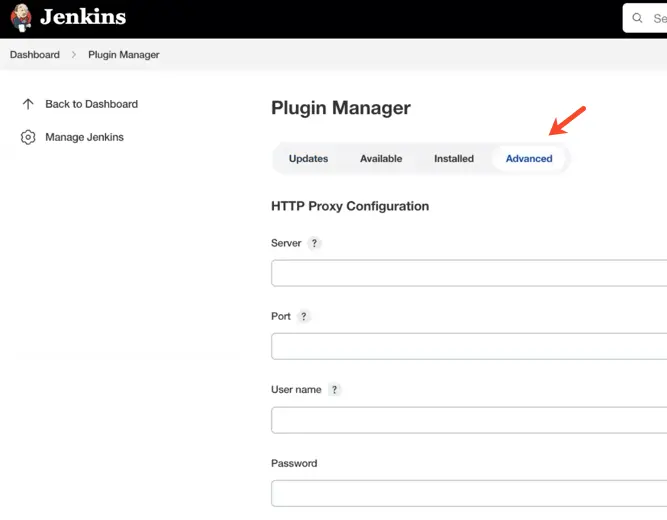 Jenkins
Se
Dashboard > Plugin Manager
Back to Dashboard
Manage Jenkins
Plugin Manager
Updates Available Installed Advanced
HTTP Proxy Configuration
Server ?
Port ?
User name ?
Password